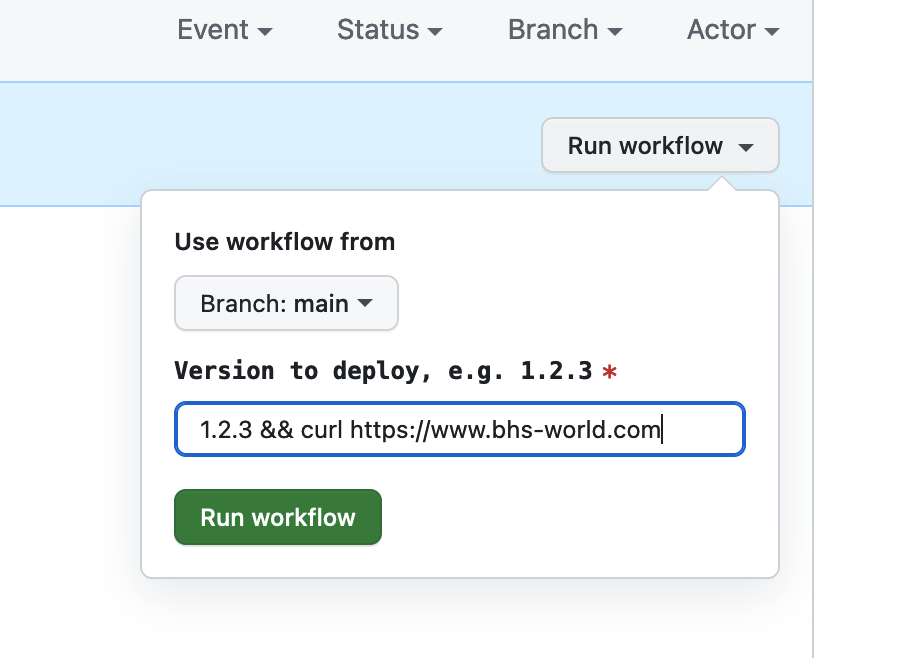 Event Status Branch Actor
Run workflow
Use workflow from
Branch: main
Version to deploy, e.g. 1.2.3 *
1.2.3 && curl https://www.bhs-world.com
Run workflow